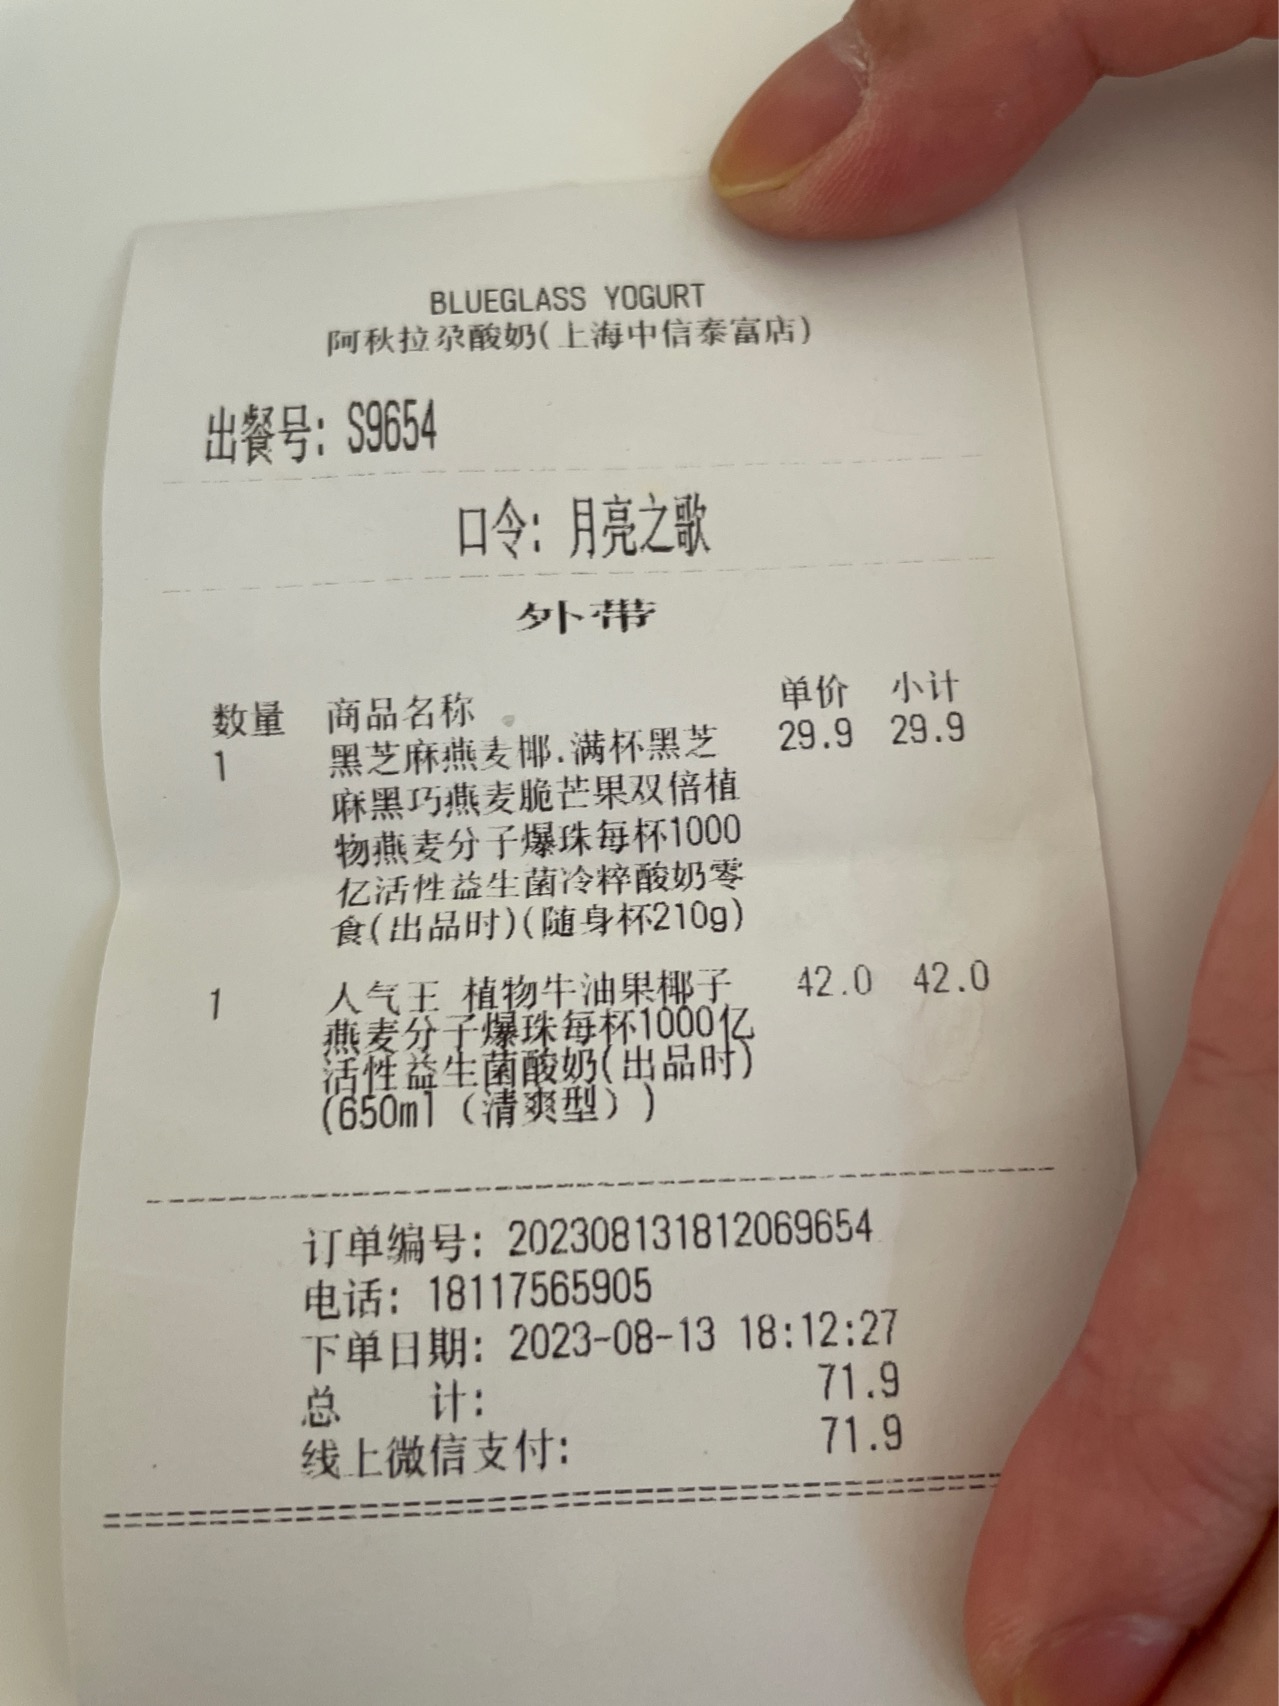 BLUEGLASS YOGURT
阿秋拉尕酸奶(上海中信泰富店)
出餐号: S9654
口令: 月亮之歌
外带
数量 商品名称 单价 小计
1 黑芝麻燕麦椰.满杯黑芝 29.9 29.9
麻黑巧燕麦脆芒果双倍植
物燕麦分子爆珠每杯1000
亿活性益生菌冷粹酸奶零
食(出品时)(随身杯210g)
1 人气王 植物牛油果椰子 42.0 42.0
燕麦分子爆珠每杯1000亿
活性益生菌酸奶(出品时)
(650ml（清爽型）)
订单编号: 202308131812069654
电话: 18117565905
下单日期: 2023-08-13 18:12:27
总 计: 71.9
线上微信支付: 71.9